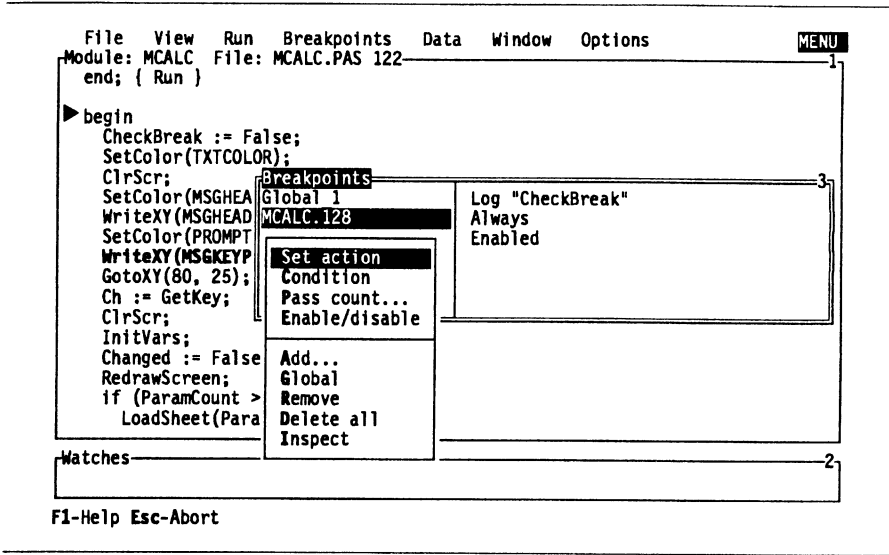 File View Run Breakpoints Data Window Options MENU
Module: MCALC File: MCALC.PAS 122 1
end; { Run }
begin
CheckBreak := False;
SetColor(TXTCOLOR);
ClrScr;
SetColor(MSGHEA
WriteXY(MSGHEAD
SetColor(PROMPT
WriteXY(MSGKEYP
GotoXY(80, 25);
Ch := GetKey;
ClrScr;
InitVars;
Changed := False
RedrawScreen;
if (ParamCount >
LoadSheet(Para
Breakpoints 3
Global 1
MCALC.128
Log "CheckBreak"
Always
Enabled
Set action
Condition
Pass count...
Enable/disable
Add...
Global
Remove
Delete all
Inspect
Watches 2
F1-Help Esc-Abort